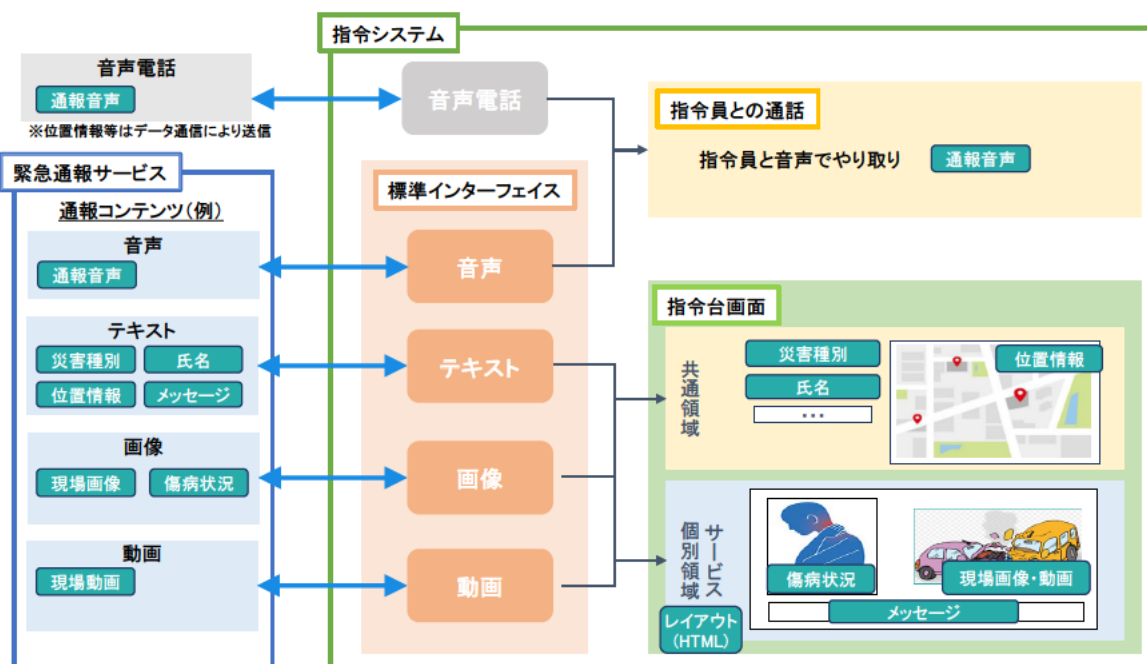 指令システム
音声電話
通報音声
※位置情報等はデータ通信により送信
緊急通報サービス
通報コンテンツ(例)
音声
通報音声
テキスト
災害種別
氏名
位置情報
メッセージ
画像
現場画像
傷病状況
動画
現場動画
音声電話
標準インターフェイス
音声
テキスト
画像
動画
指令員との通話
指令員と音声でやり取り
通報音声
指令台画面
共通領域
災害種別
氏名
...
位置情報
サービス
個別領域
レイアウト
(HTML)
傷病状況
現場画像・動画
メッセージ